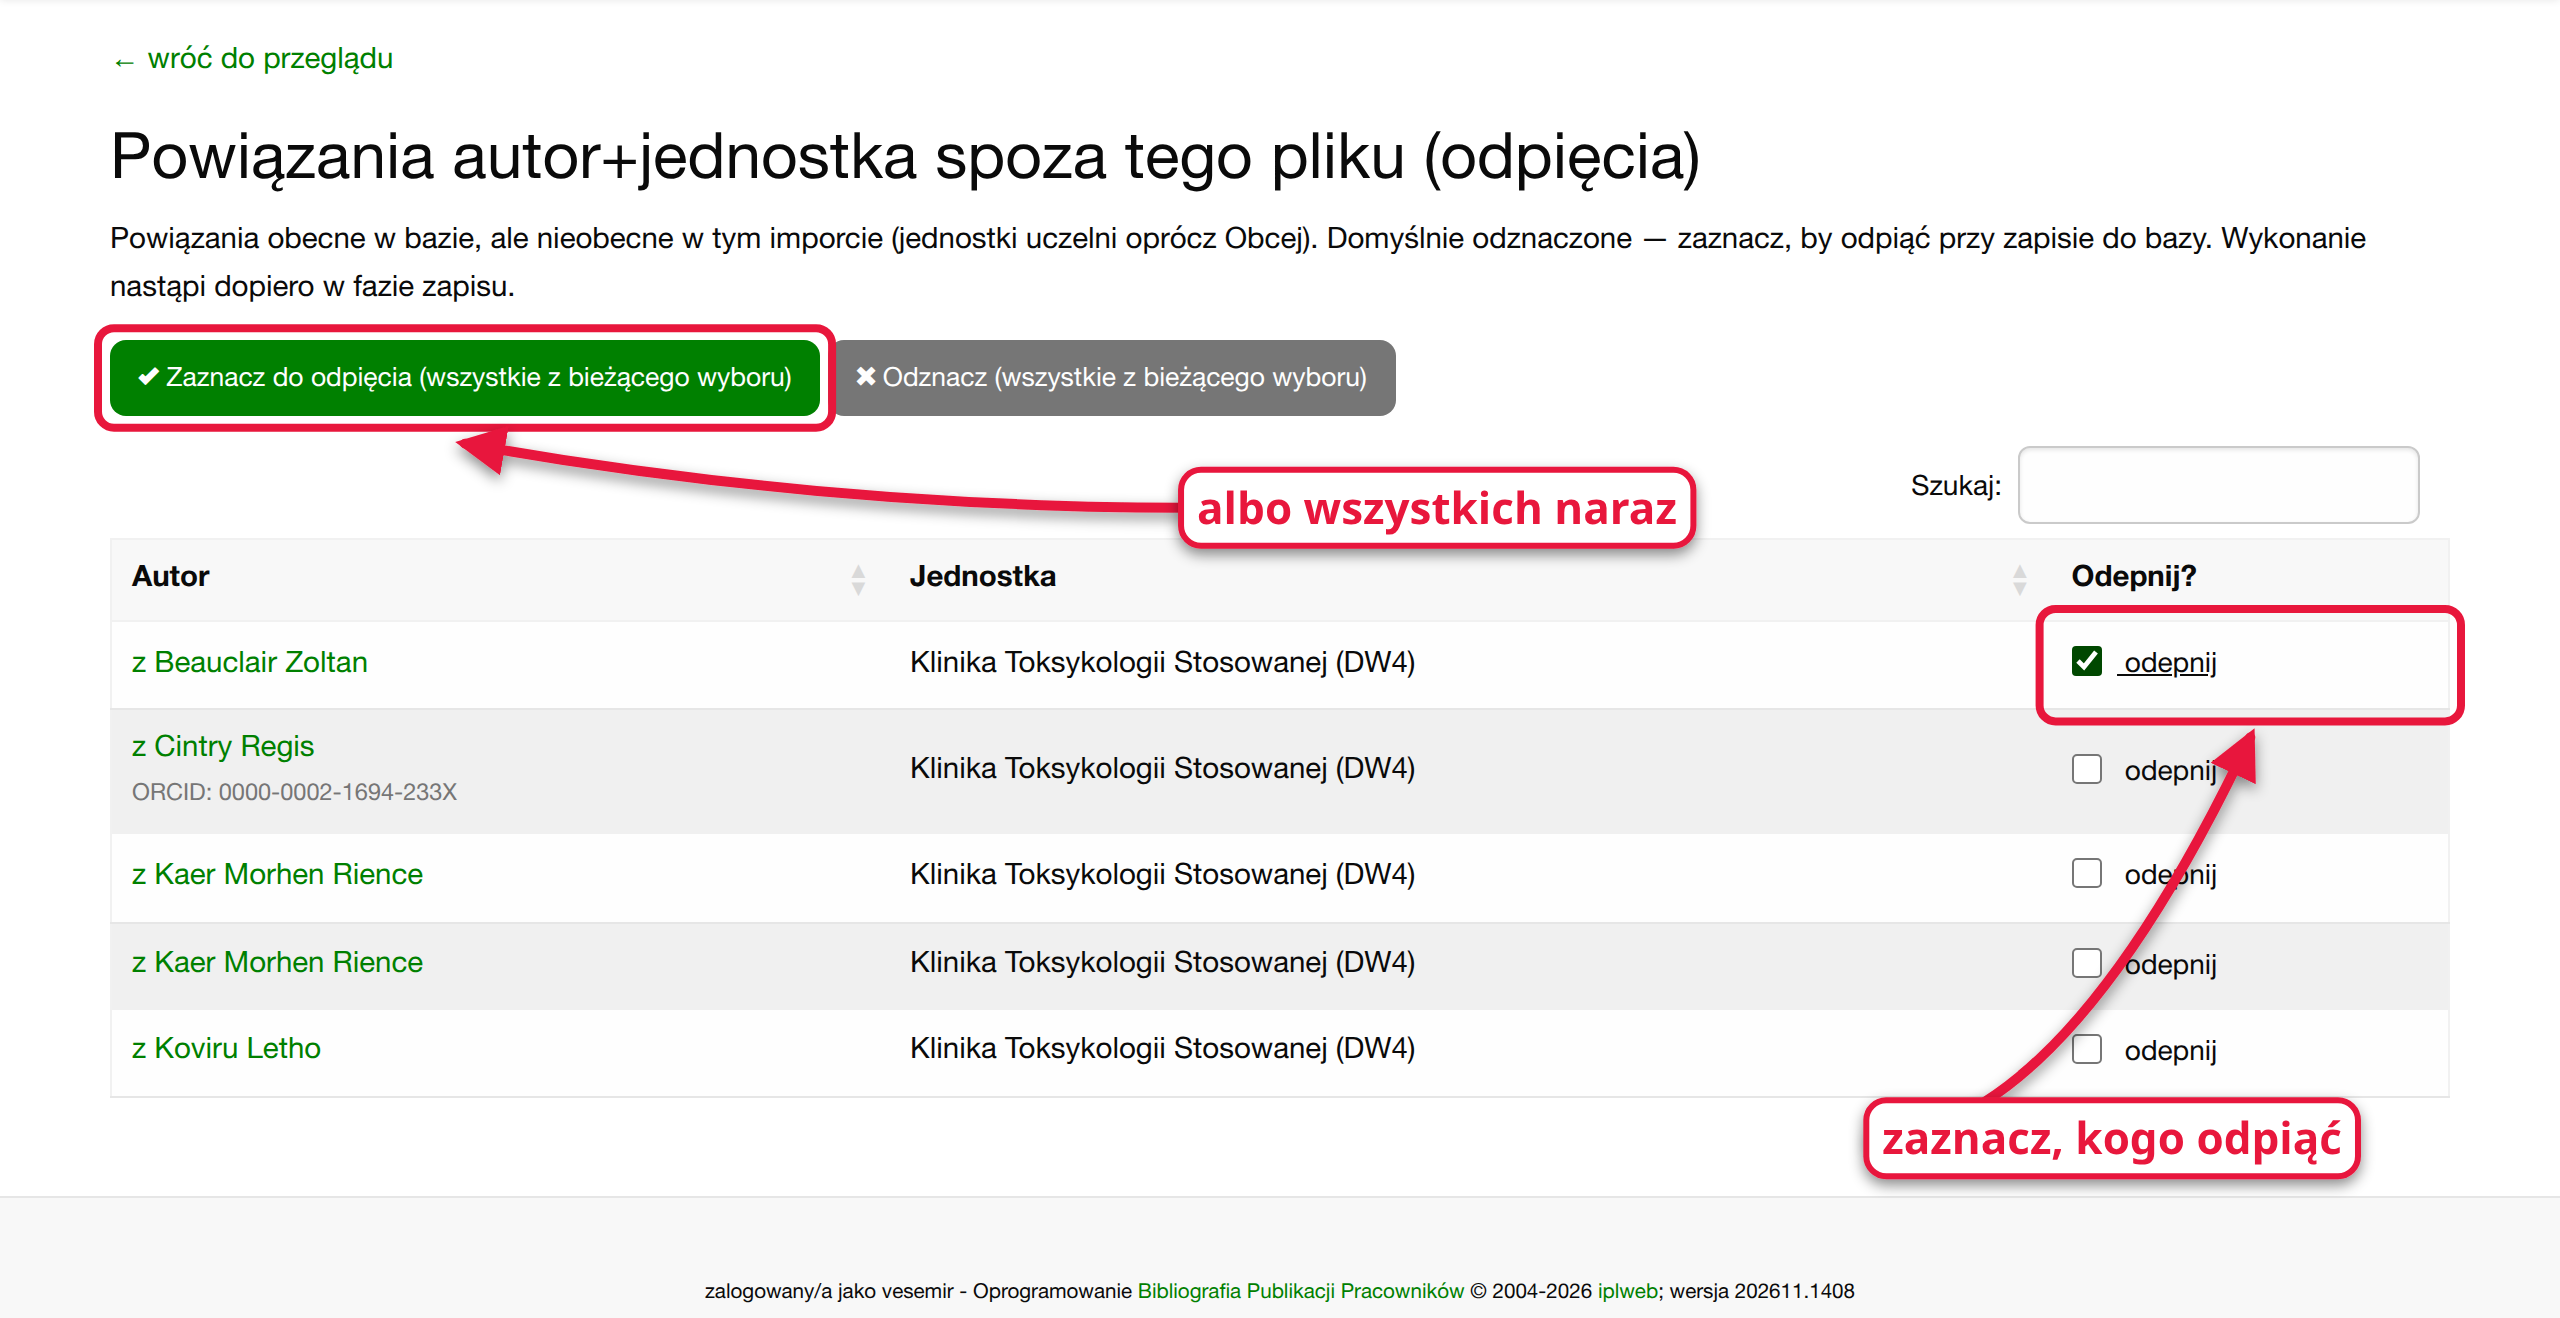 ← wróć do przeglądu
Powiązania autor+jednostka spoza tego pliku (odpięcia)
Powiązania obecne w bazie, ale nieobecne w tym imporcie (jednostki uczelni oprócz Obcej). Domyślnie odznaczone — zaznacz, by odpiąć przy zapisie do bazy. Wykonanie
nastąpi dopiero w fazie zapisu.
✔ Zaznacz do odpięcia (wszystkie z bieżącego wyboru) ✖ Odznacz (wszystkie z bieżącego wyboru)
albo wszystkich naraz
Szukaj:
Autor Jednostka Odepnij?
z Beauclair Zoltan Klinika Toksykologii Stosowanej (DW4) odepnij
z Cintry Regis Klinika Toksykologii Stosowanej (DW4) odepnij
ORCID: 0000-0002-1694-233X
z Kaer Morhen Rience Klinika Toksykologii Stosowanej (DW4) odepnij
z Kaer Morhen Rience Klinika Toksykologii Stosowanej (DW4) odepnij
z Koviru Letho Klinika Toksykologii Stosowanej (DW4) odepnij
zaznacz, kogo odpiąć
zalogowany/a jako vesemir - Oprogramowanie Bibliografia Publikacji Pracowników © 2004-2026 iplweb; wersja 202611.1408